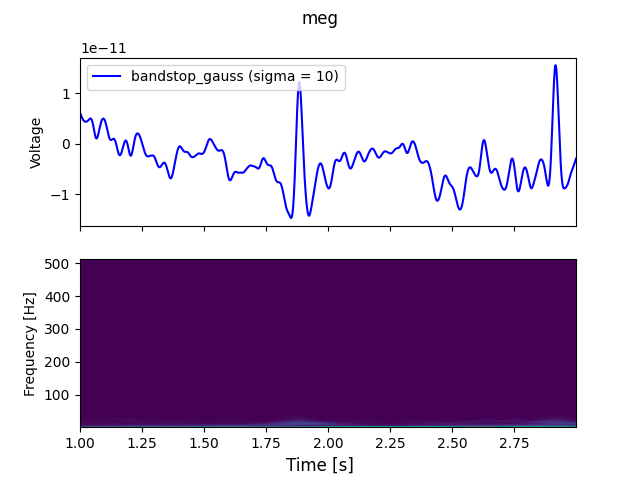 meg
1e−11
bandstop_gauss (sigma = 10)
1
0
−1
Voltage
500
400
300
200
100
Frequency [Hz]
1.00 1.25 1.50 1.75 2.00 2.25 2.50 2.75
Time [s]